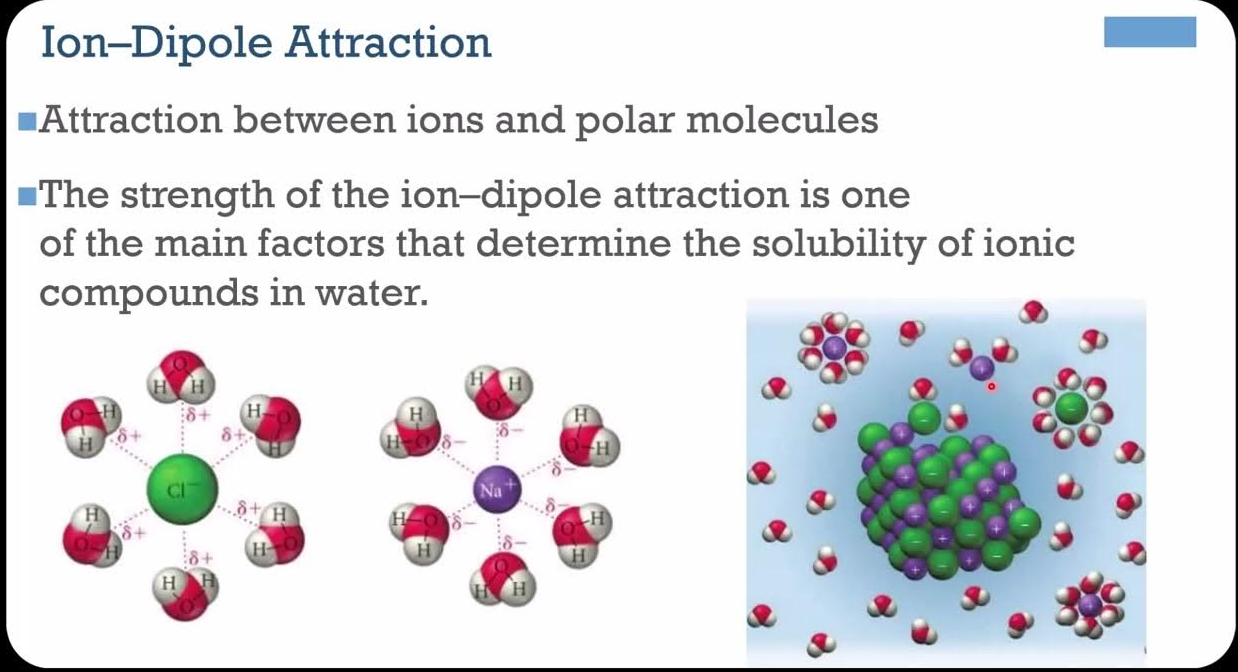 Ion–Dipole Attraction
Attraction between ions and polar molecules
The strength of the ion–dipole attraction is one
of the main factors that determine the solubility of ionic
compounds in water.
O
H H
δ+
O H
H
δ+
H O
H
δ+
Cl⁻
H
O H
δ+
δ+
H
H O
δ+
H H
O
H H
O
δ−
H
H O
δ−
H
O H
δ−
Na⁺
H O
H
δ−
δ−
O H
H
δ−
O
H H
+
+
−
−
+
−
+
+
+
+
−
+
+
−
+
−
+